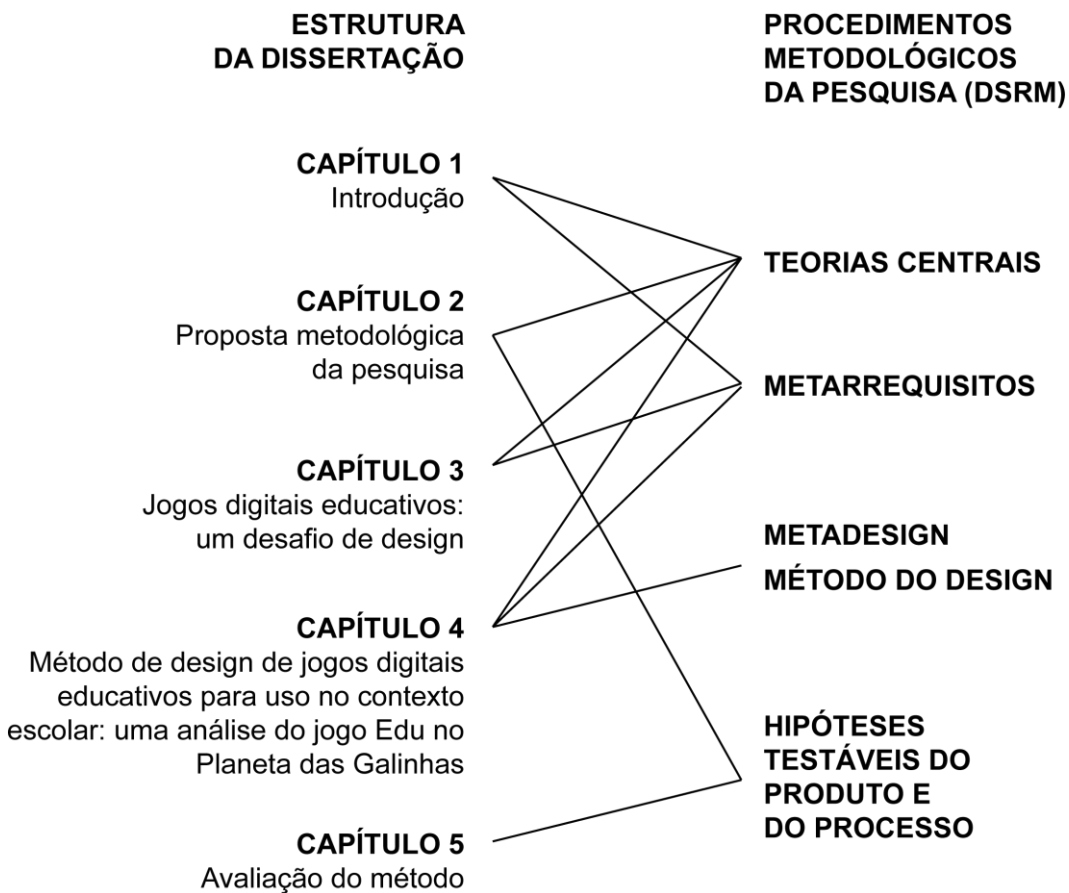 ESTRUTURA
DA DISSERTAÇÃO
CAPÍTULO 1
Introdução
CAPÍTULO 2
Proposta metodológica
da pesquisa
CAPÍTULO 3
Jogos digitais educativos:
um desafio de design
CAPÍTULO 4
Método de design de jogos digitais
educativos para uso no contexto
escolar: uma análise do jogo Edu no
Planeta das Galinhas
CAPÍTULO 5
Avaliação do método
PROCEDIMENTOS
METODOLÓGICOS
DA PESQUISA (DSRM)
TEORIAS CENTRAIS
METARREQUISITOS
METADESIGN
MÉTODO DO DESIGN
HIPÓTESES
TESTÁVEIS DO
PRODUTO E
DO PROCESSO